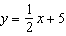 y = 1/2 x + 5